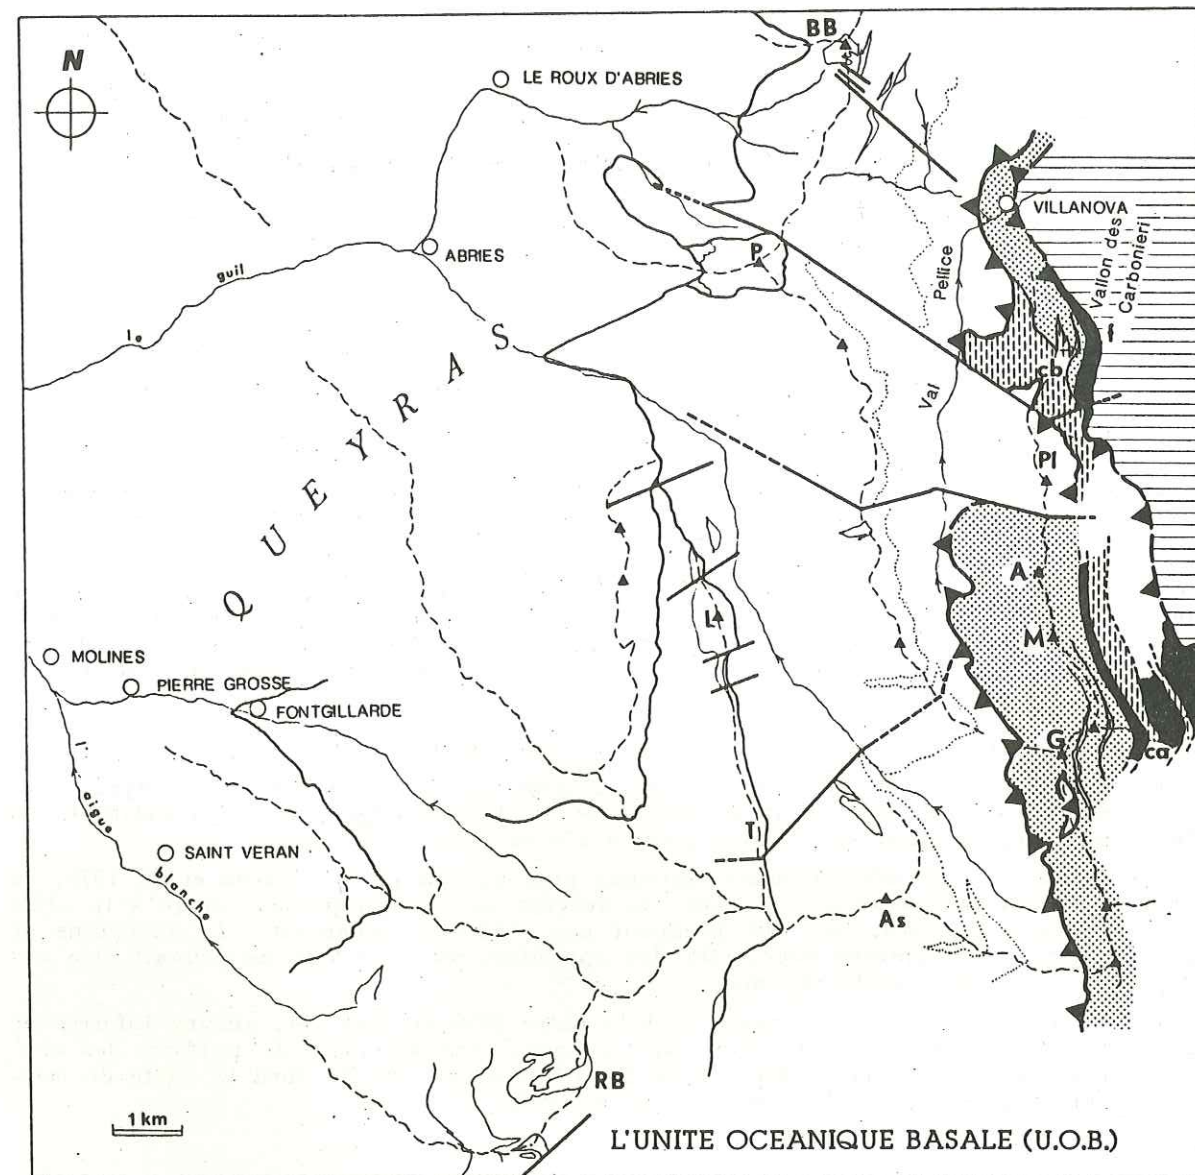 BB
N
LE ROUX D'ABRIES
VILLANOVA
Vallon des
Carbonieri
ABRIES
P
guil
Pellice
le
f
QUEYRAS
cb
Val
Pl
A
L
M
MOLINES
PIERRE GROSSE
FONTGILLARDE
G
ca
l'aigue
blanche
T
SAINT VERAN
As
RB
1 km
L'UNITE OCEANIQUE BASALE (U.O.B.)